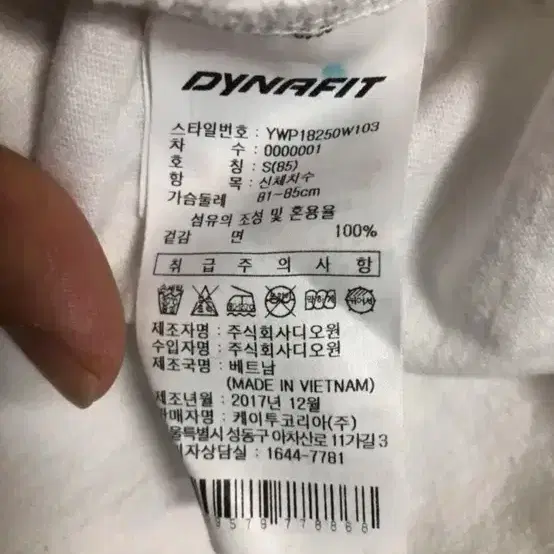 DYNAFIT
스타일번호 : YWP18250W103
차 수 : 0000001
호 칭 : S(85)
항 목 : 신체치수
가슴둘레 81-85cm
섬유의 조성 및 혼용율
겉감 면 100%
취급주의사항
제조자명 : 주식회사디오원
수입자명 : 주식회사디오원
제조국명 : 베트남
(MADE IN VIETNAM)
제조년월 : 2017년 12월
판매자명 : 케이투코리아(주)
울특별시 성동구 아차산로 11가길 3
자상담실 : 1644-7781
9579778868